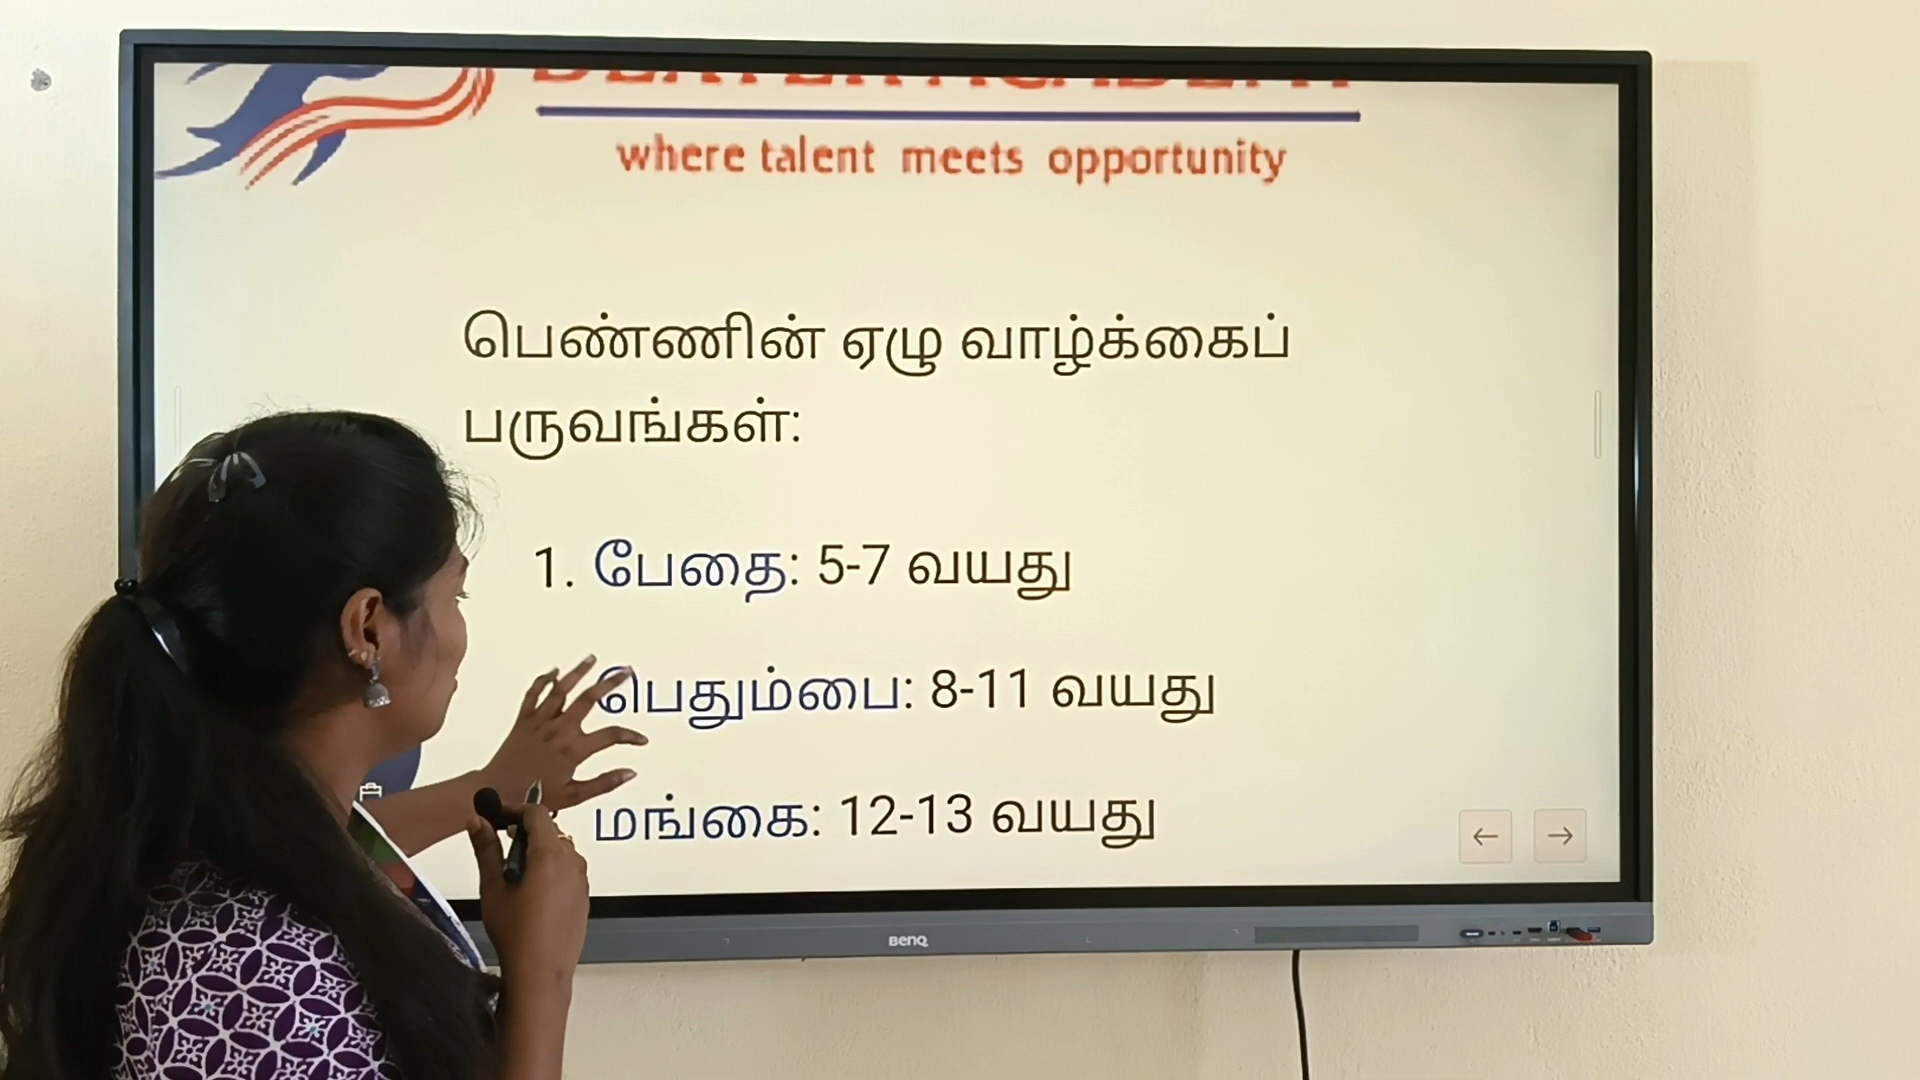 where talent meets opportunity
பெண்ணின் ஏழு வாழ்க்கைப்
பருவங்கள்:
1. பேதை: 5-7 வயது
பெதும்பை: 8-11 வயது
மங்கை: 12-13 வயது
BenQ